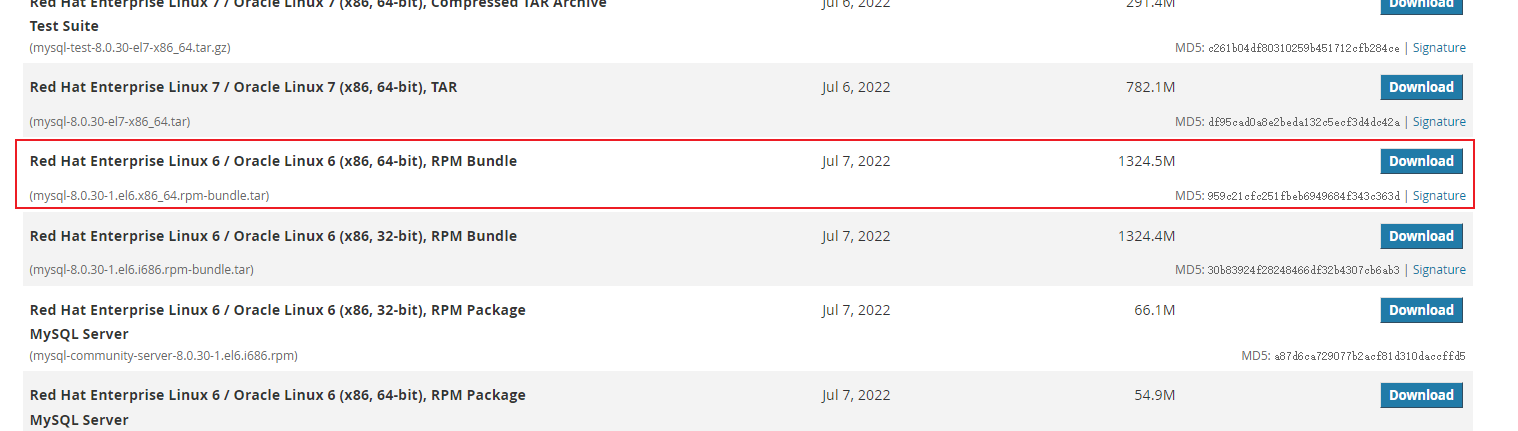 Red Hat Enterprise Linux 7 / Oracle Linux 7 (x86, 64-bit), Compressed TAR Archive Jul 6, 2022 291.4M Download
Test Suite
(mysql-test-8.0.30-el7-x86_64.tar.gz) MD5: c261b04df80310259b451712cfb284ce | Signature
Red Hat Enterprise Linux 7 / Oracle Linux 7 (x86, 64-bit), TAR Jul 6, 2022 782.1M Download
(mysql-8.0.30-el7-x86_64.tar) MD5: df95cad0a8e2beda132c5ecf3d4dc42a | Signature
Red Hat Enterprise Linux 6 / Oracle Linux 6 (x86, 64-bit), RPM Bundle Jul 7, 2022 1324.5M Download
(mysql-8.0.30-1.el6.x86_64.rpm-bundle.tar) MD5: 959c21cfc251fbeb6949684f343c363d | Signature
Red Hat Enterprise Linux 6 / Oracle Linux 6 (x86, 32-bit), RPM Bundle Jul 7, 2022 1324.4M Download
(mysql-8.0.30-1.el6.i686.rpm-bundle.tar) MD5: 30b83924f28248466df32b4307cb6ab3 | Signature
Red Hat Enterprise Linux 6 / Oracle Linux 6 (x86, 32-bit), RPM Package Jul 7, 2022 66.1M Download
MySQL Server
(mysql-community-server-8.0.30-1.el6.i686.rpm) MD5: a87d6ca729077b2acf81d310daccffd5
Red Hat Enterprise Linux 6 / Oracle Linux 6 (x86, 64-bit), RPM Package Jul 7, 2022 54.9M Download
MySQL Server